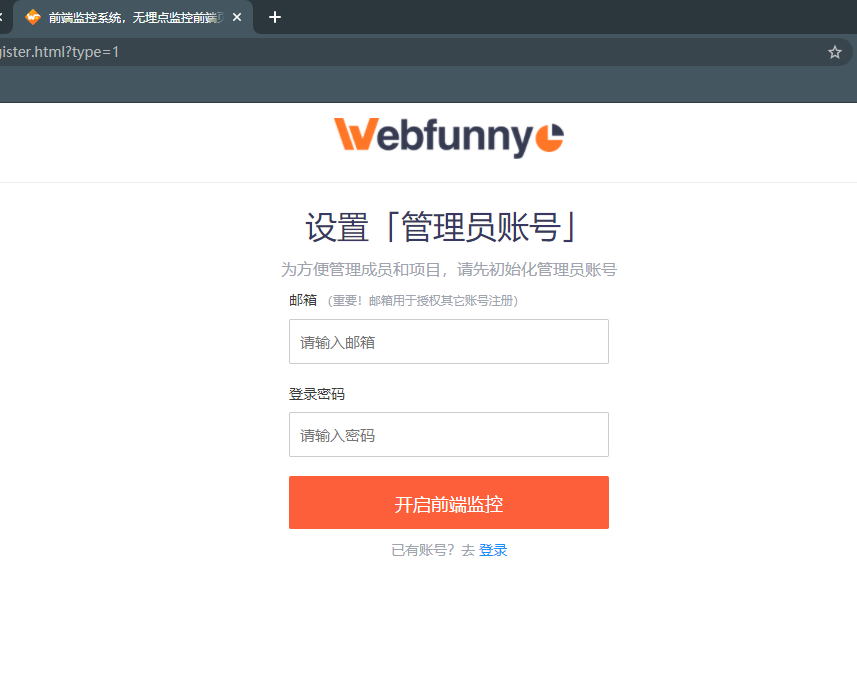 前端监控系统，无埋点监控前端
ister.html?type=1
Webfunny
设置「管理员账号」
为方便管理成员和项目，请先初始化管理员账号
邮箱 （重要！邮箱用于授权其它账号注册）
请输入邮箱
登录密码
请输入密码
开启前端监控
已有账号？去 登录